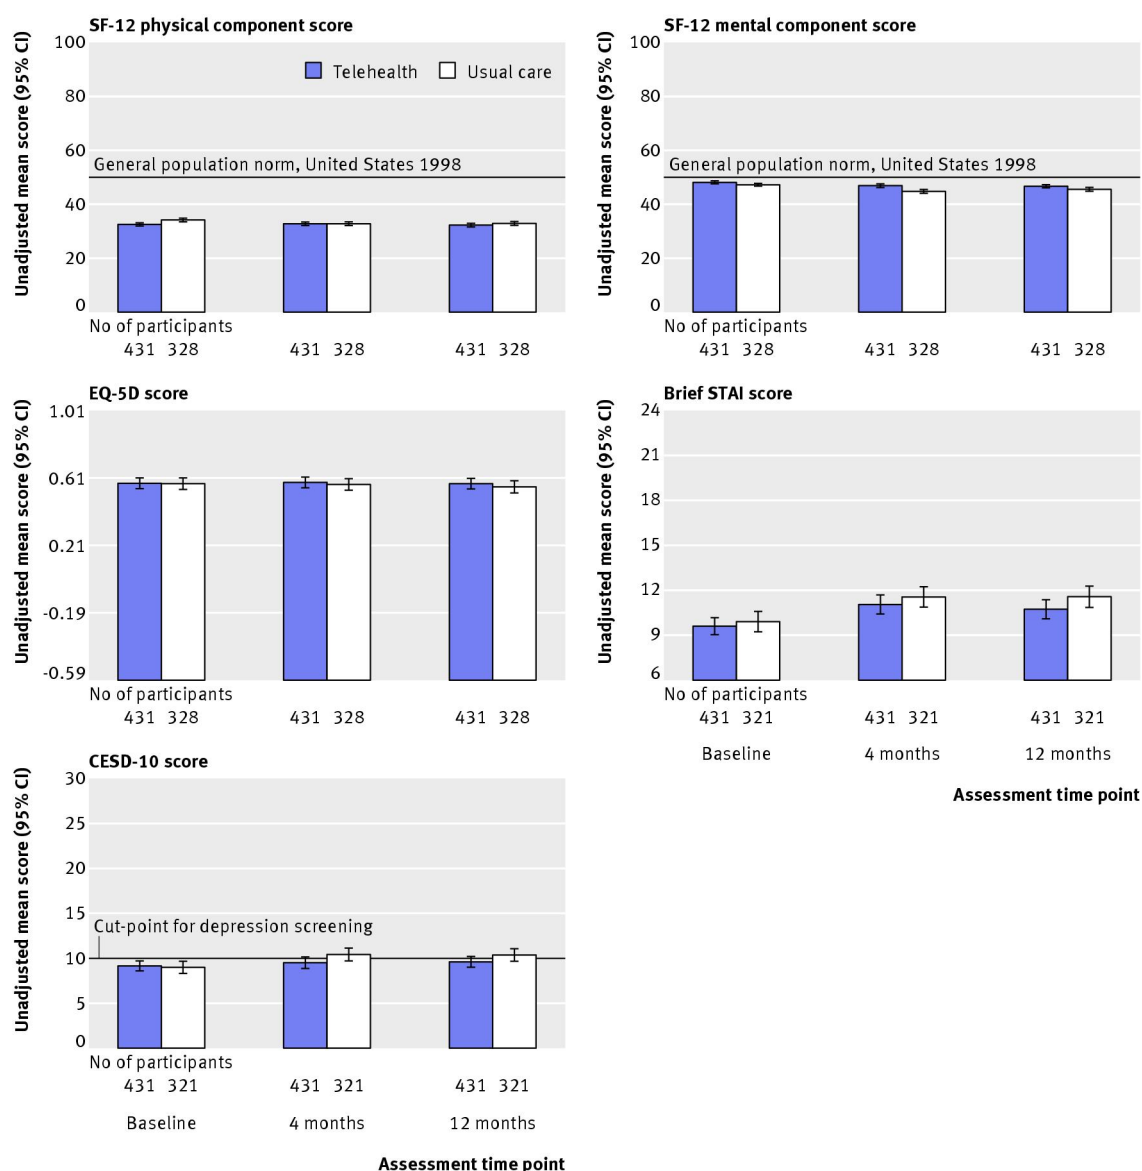 SF-12 physical component score
Unadjusted mean score (95% CI)
100
80
60
40
20
0
Telehealth Usual care
General population norm, United States 1998
No of participants
431 328 431 328 431 328
SF-12 mental component score
Unadjusted mean score (95% CI)
100
80
60
40
20
0
General population norm, United States 1998
No of participants
431 328 431 328 431 328
EQ-5D score
Unadjusted mean score (95% CI)
1.01
0.61
0.21
-0.19
-0.59
No of participants
431 328 431 328 431 328
Brief STAI score
Unadjusted mean score (95% CI)
24
21
18
15
12
9
6
No of participants
431 321 431 321 431 321
Baseline 4 months 12 months
Assessment time point
CESD-10 score
Unadjusted mean score (95% CI)
30
25
20
15
10
5
0
Cut-point for depression screening
No of participants
431 321 431 321 431 321
Baseline 4 months 12 months
Assessment time point